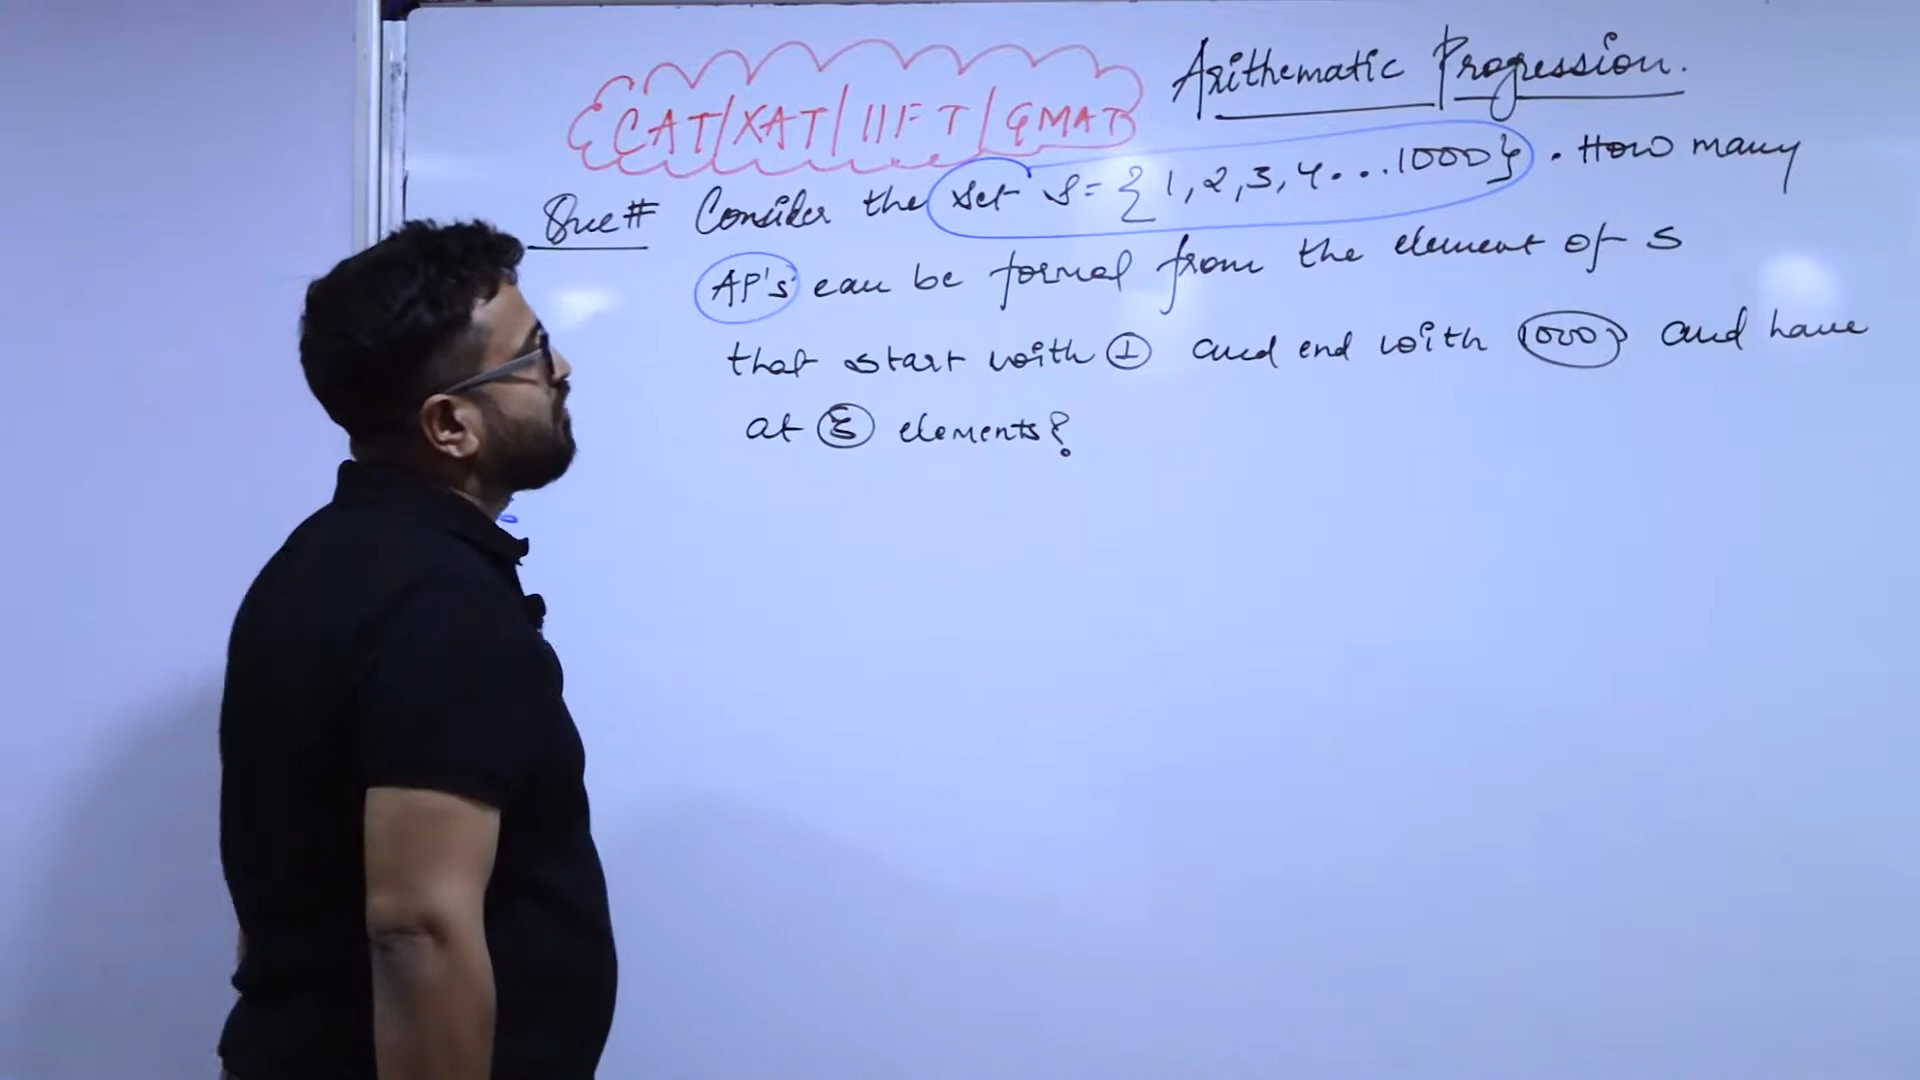 Arithematic Progression.
CAT/XAT/IIFT/GMAT
Que# Consider the set S = {1, 2, 3, 4...1000}. How many
AP's can be formed from the element of S
that start with 1 and end with 1000 and have
at 3 elements?